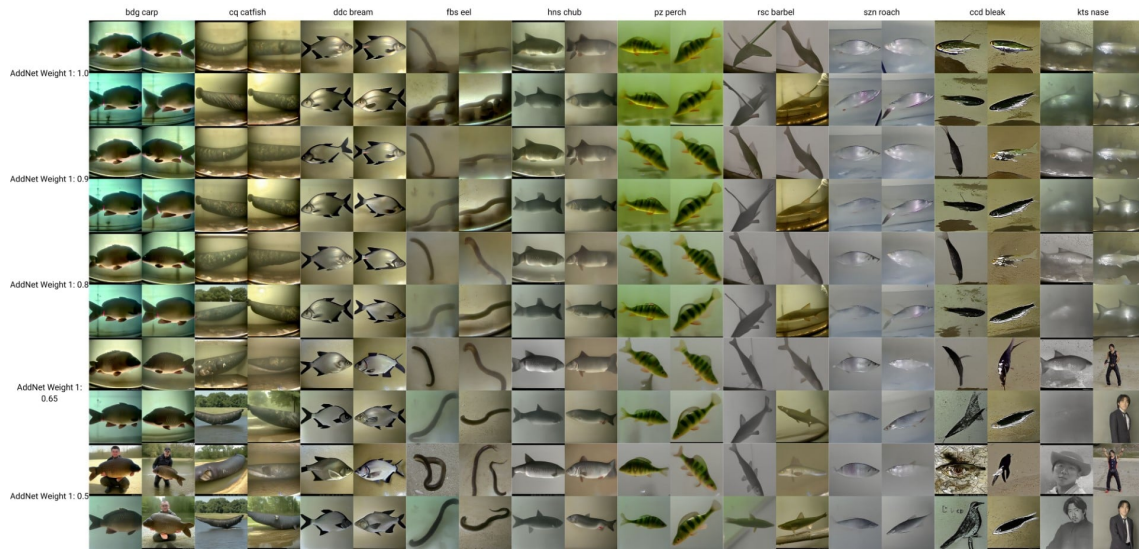 bdg carp cq catfish ddc bream fbs eel hns chub pz perch rsc barbel szn roach ccd bleak kts nase
AddNet Weight 1: 1.0
AddNet Weight 1: 0.9
AddNet Weight 1: 0.8
AddNet Weight 1:
0.65
AddNet Weight 1: 0.5